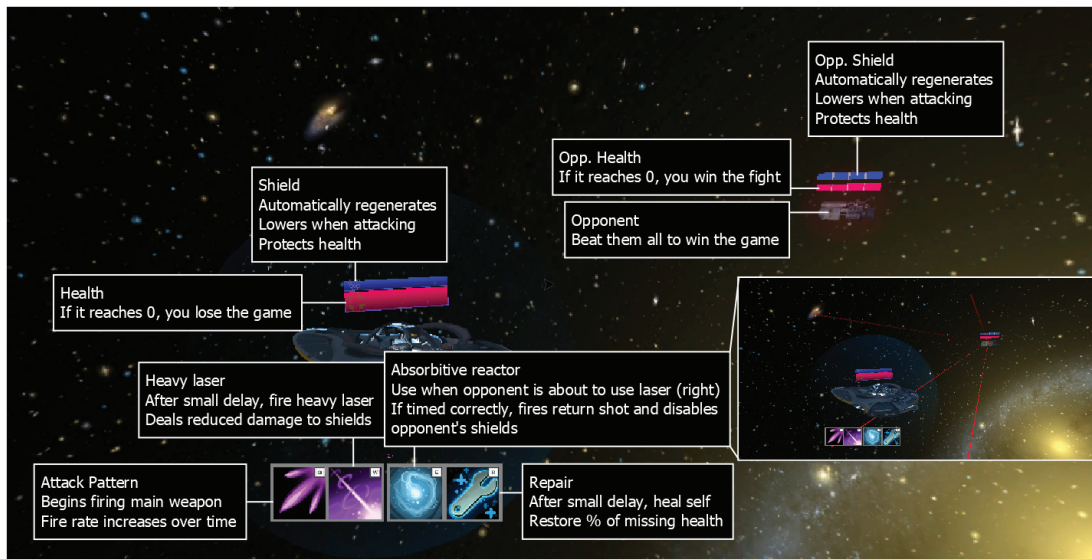 Opp. Shield
Automatically regenerates
Lowers when attacking
Protects health
Opp. Health
If it reaches 0, you win the fight
Opponent
Beat them all to win the game
Shield
Automatically regenerates
Lowers when attacking
Protects health
Health
If it reaches 0, you lose the game
Heavy laser
After small delay, fire heavy laser
Deals reduced damage to shields
Absorbitive reactor
Use when opponent is about to use laser (right)
If timed correctly, fires return shot and disables
opponent's shields
Attack Pattern
Begins firing main weapon
Fire rate increases over time
W
E
R
Repair
After small delay, heal self
Restore % of missing health